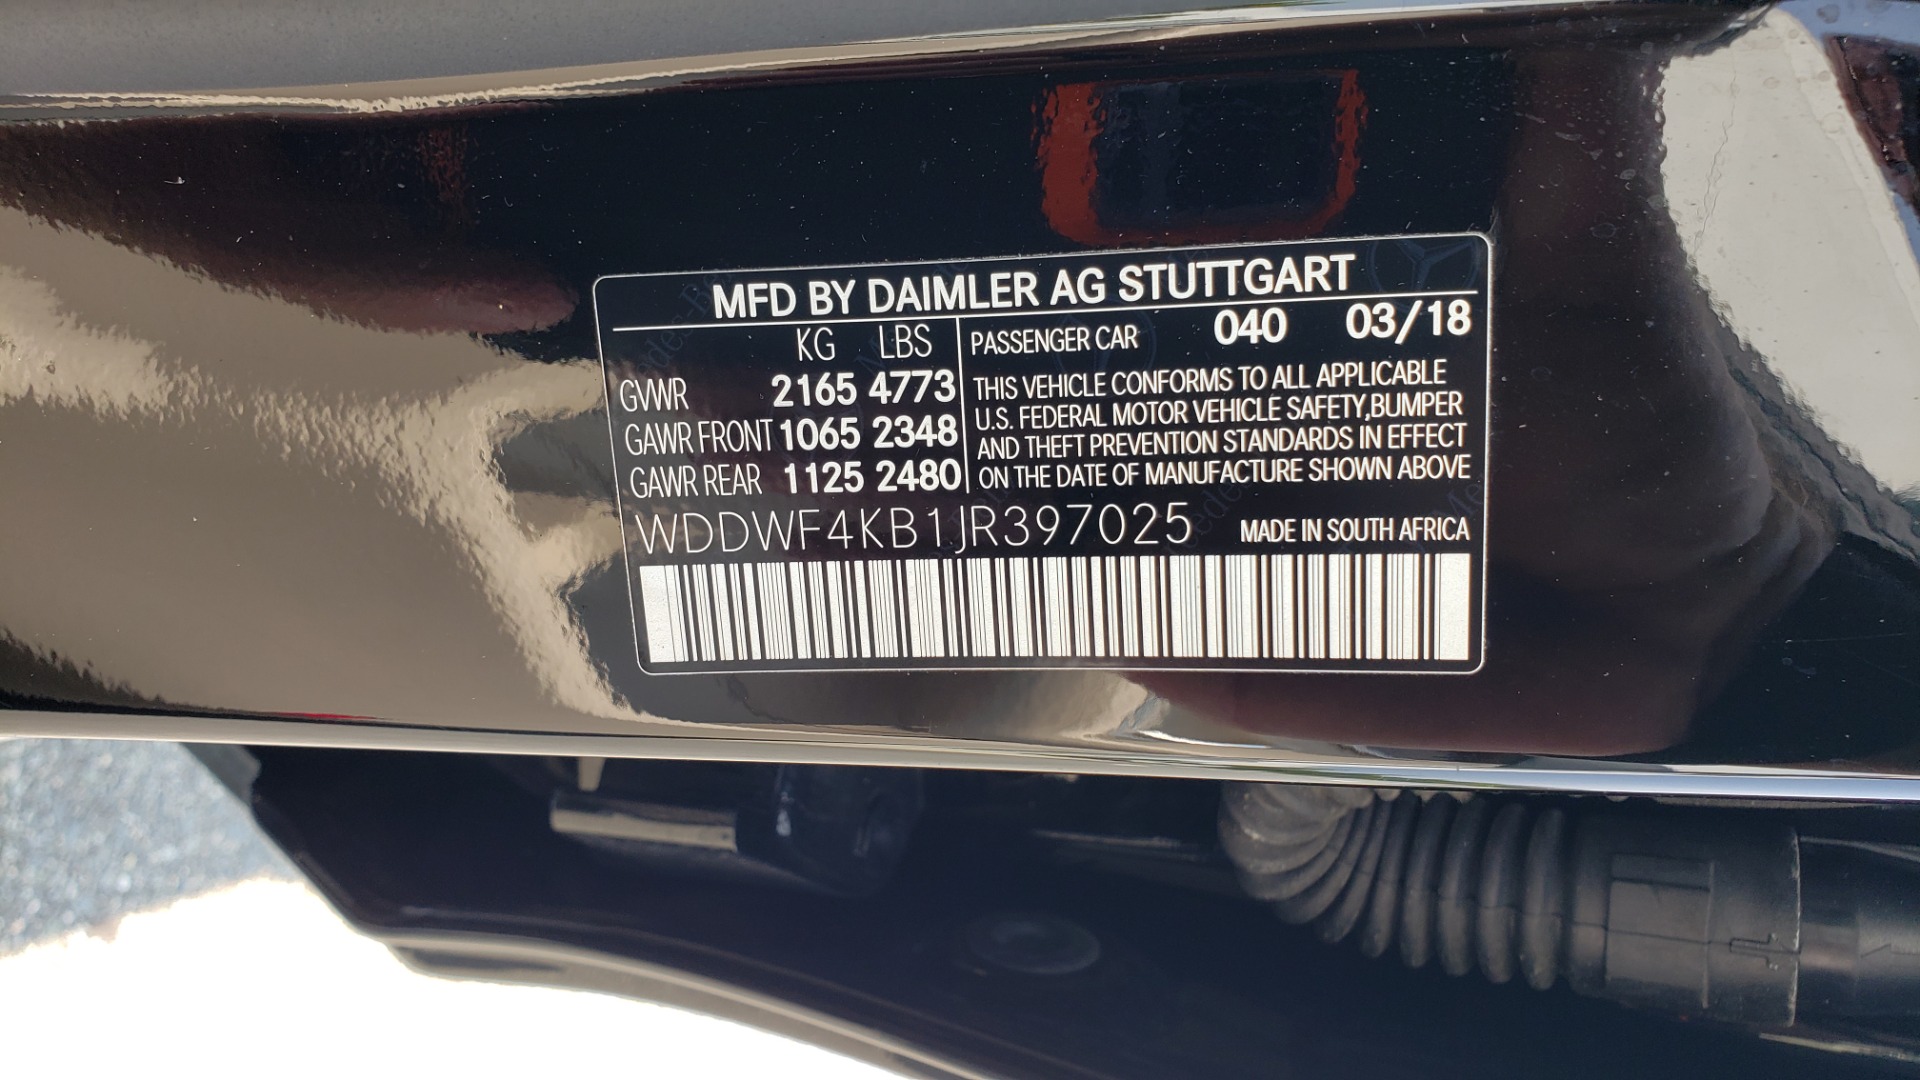 MFD BY DAIMLER AG STUTTGART
KG LBS
GVWR 2165 4773
GAWR FRONT 1065 2348
GAWR REAR 1125 2480
PASSENGER CAR 040 03/18
THIS VEHICLE CONFORMS TO ALL APPLICABLE
U.S. FEDERAL MOTOR VEHICLE SAFETY,BUMPER
AND THEFT PREVENTION STANDARDS IN EFFECT
ON THE DATE OF MANUFACTURE SHOWN ABOVE
WDDWF4KB1JR397025 MADE IN SOUTH AFRICA